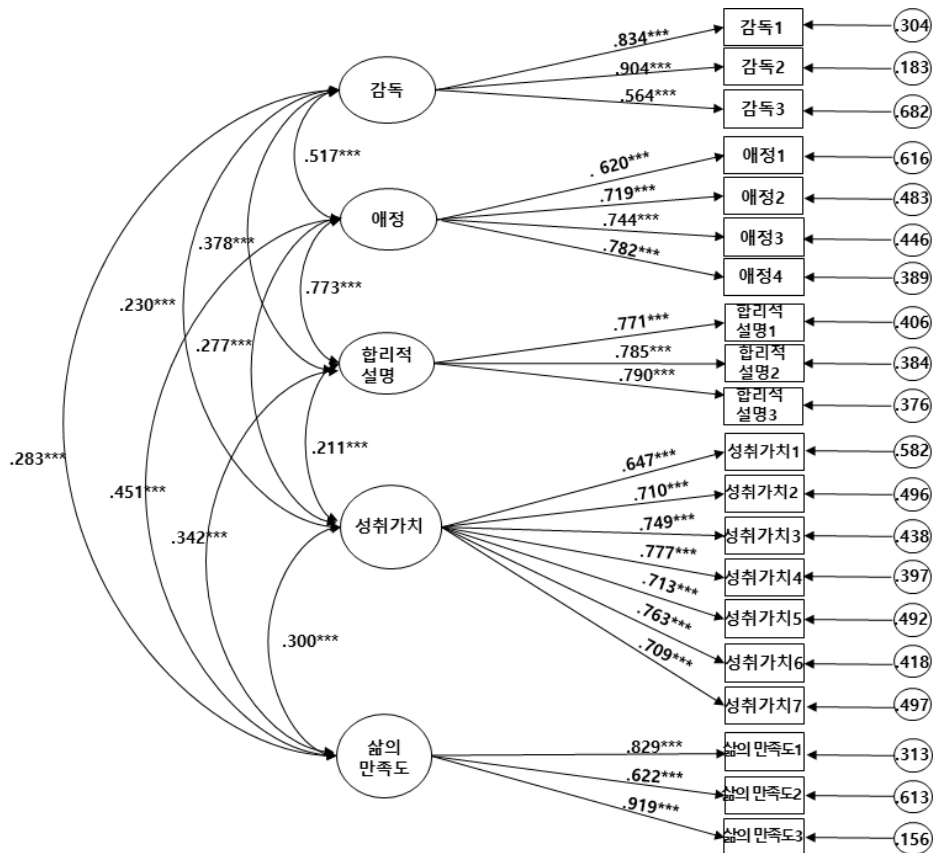 감독1
.304
.834***
감독2
.183
.904***
감독
감독3
.682
.564***
.517***
애정1
.616
. 620***
애정2
.483
.719***
애정
애정3
.446
.744***
.378***
애정4
.389
.782***
.773***
.230***
합리적
설명1
.406
.771***
.277***
합리적
설명
합리적
설명2
.384
.785***
합리적
설명3
.376
.790***
.211***
성취가치1
.582
.647***
.283***
성취가치2
.496
.710***
.451***
성취가치
성취가치3
.438
.749***
.342***
성취가치4
.397
.777***
성취가치5
.492
.713***
.300***
성취가치6
.418
.763***
성취가치7
.497
.709***
삶의
만족도
삶의 만족도1
.313
.829***
삶의 만족도2
.613
.622***
삶의 만족도3
.156
.919***